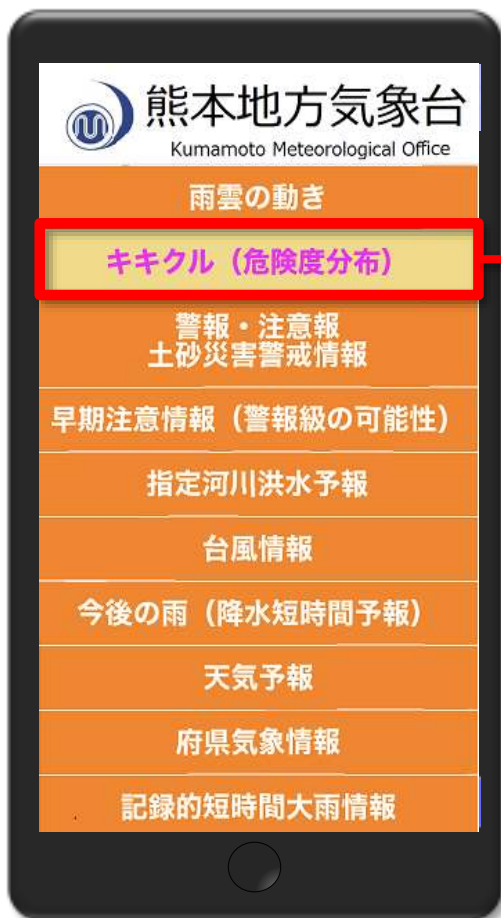 熊本地方気象台
Kumamoto Meteorological Office
雨雲の動き
キキクル（危険度分布）
警報・注意報
土砂災害警戒情報
早期注意情報（警報級の可能性）
指定河川洪水予報
台風情報
今後の雨（降水短時間予報）
天気予報
府県気象情報
記録的短時間大雨情報